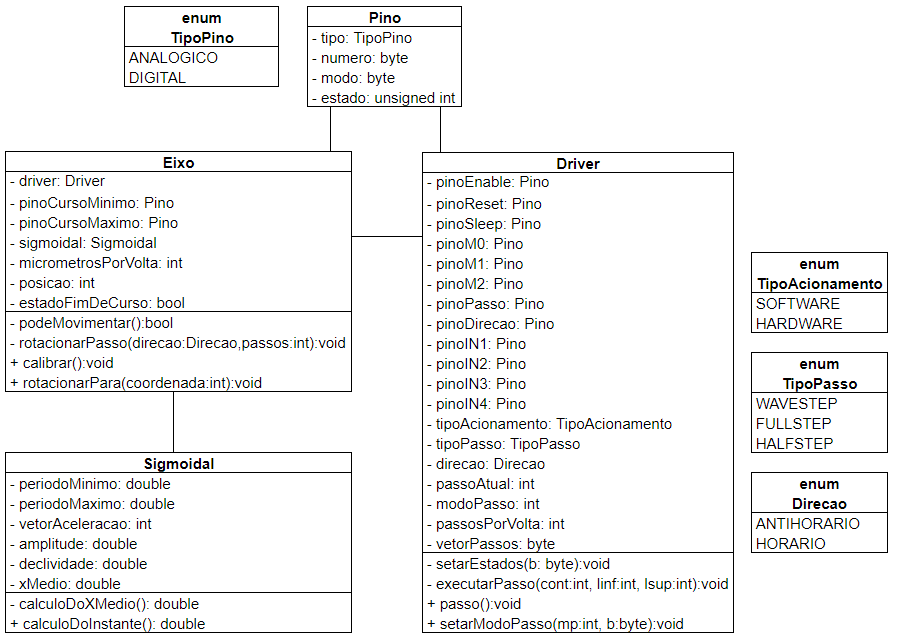 enum
TipoPino
ANALOGICO
DIGITAL
Pino
- tipo: TipoPino
- numero: byte
- modo: byte
- estado: unsigned int
Eixo
- driver: Driver
- pinoCursoMinimo: Pino
- pinoCursoMaximo: Pino
- sigmoidal: Sigmoidal
- micrometrosPorVolta: int
- posicao: int
- estadoFimDeCurso: bool
- podeMovimentar():bool
- rotacionarPasso(direcao:Direcao,passos:int):void
+ calibrar():void
+ rotacionarPara(coordenada:int):void
Driver
- pinoEnable: Pino
- pinoReset: Pino
- pinoSleep: Pino
- pinoM0: Pino
- pinoM1: Pino
- pinoM2: Pino
- pinoPasso: Pino
- pinoDirecao: Pino
- pinoIN1: Pino
- pinoIN2: Pino
- pinoIN3: Pino
- pinoIN4: Pino
- tipoAcionamento: TipoAcionamento
- tipoPasso: TipoPasso
- direcao: Direcao
- passoAtual: int
- modoPasso: int
- passosPorVolta: int
- vetorPassos: byte
- setarEstados(b: byte):void
- executarPasso(cont:int, linf:int, lsup:int):void
+ passo():void
+ setarModoPasso(mp:int, b:byte):void
enum
TipoAcionamento
SOFTWARE
HARDWARE
enum
TipoPasso
WAVESTEP
FULLSTEP
HALFSTEP
enum
Direcao
ANTIHORARIO
HORARIO
Sigmoidal
- periodoMinimo: double
- periodoMaximo: double
- vetorAceleracao: int
- amplitude: double
- declividade: double
- xMedio: double
- calculoDoXMedio(): double
+ calculoDoInstante(): double